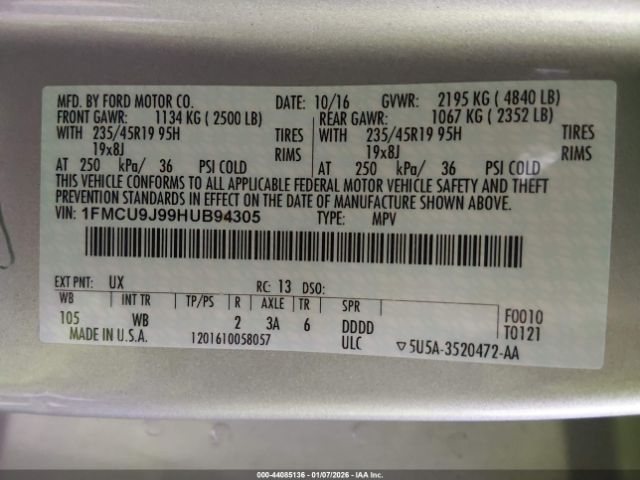 MFD. BY FORD MOTOR CO. DATE: 10/16 GVWR: 2195 KG ( 4840 LB)
FRONT GAWR: 1134 KG ( 2500 LB) REAR GAWR: 1067 KG ( 2352 LB)
WITH 235/45R19 95H TIRES WITH 235/45R19 95H TIRES
19x8J RIMS 19x8J RIMS
AT 250 kPa/ 36 PSI COLD AT 250 kPa/ 36 PSI COLD
THIS VEHICLE CONFORMS TO ALL APPLICABLE FEDERAL MOTOR VEHICLE SAFETY AND THEFT
PREVENTION STANDARDS IN EFFECT ON THE DATE OF MANUFACTURE SHOWN ABOVE.
VIN: 1FMCU9J99HUB94305 TYPE: MPV
EXT PNT: UX RC: 13 DSO:
WB INT TR TP/PS R AXLE TR SPR F0010
105 WB 2 3A 6 DDDD T0121
MADE IN U.S.A. 1201610058057 ULC ▽5U5A-3520472-AA
000-44085136 - 01/07/2026 - IAA Inc.